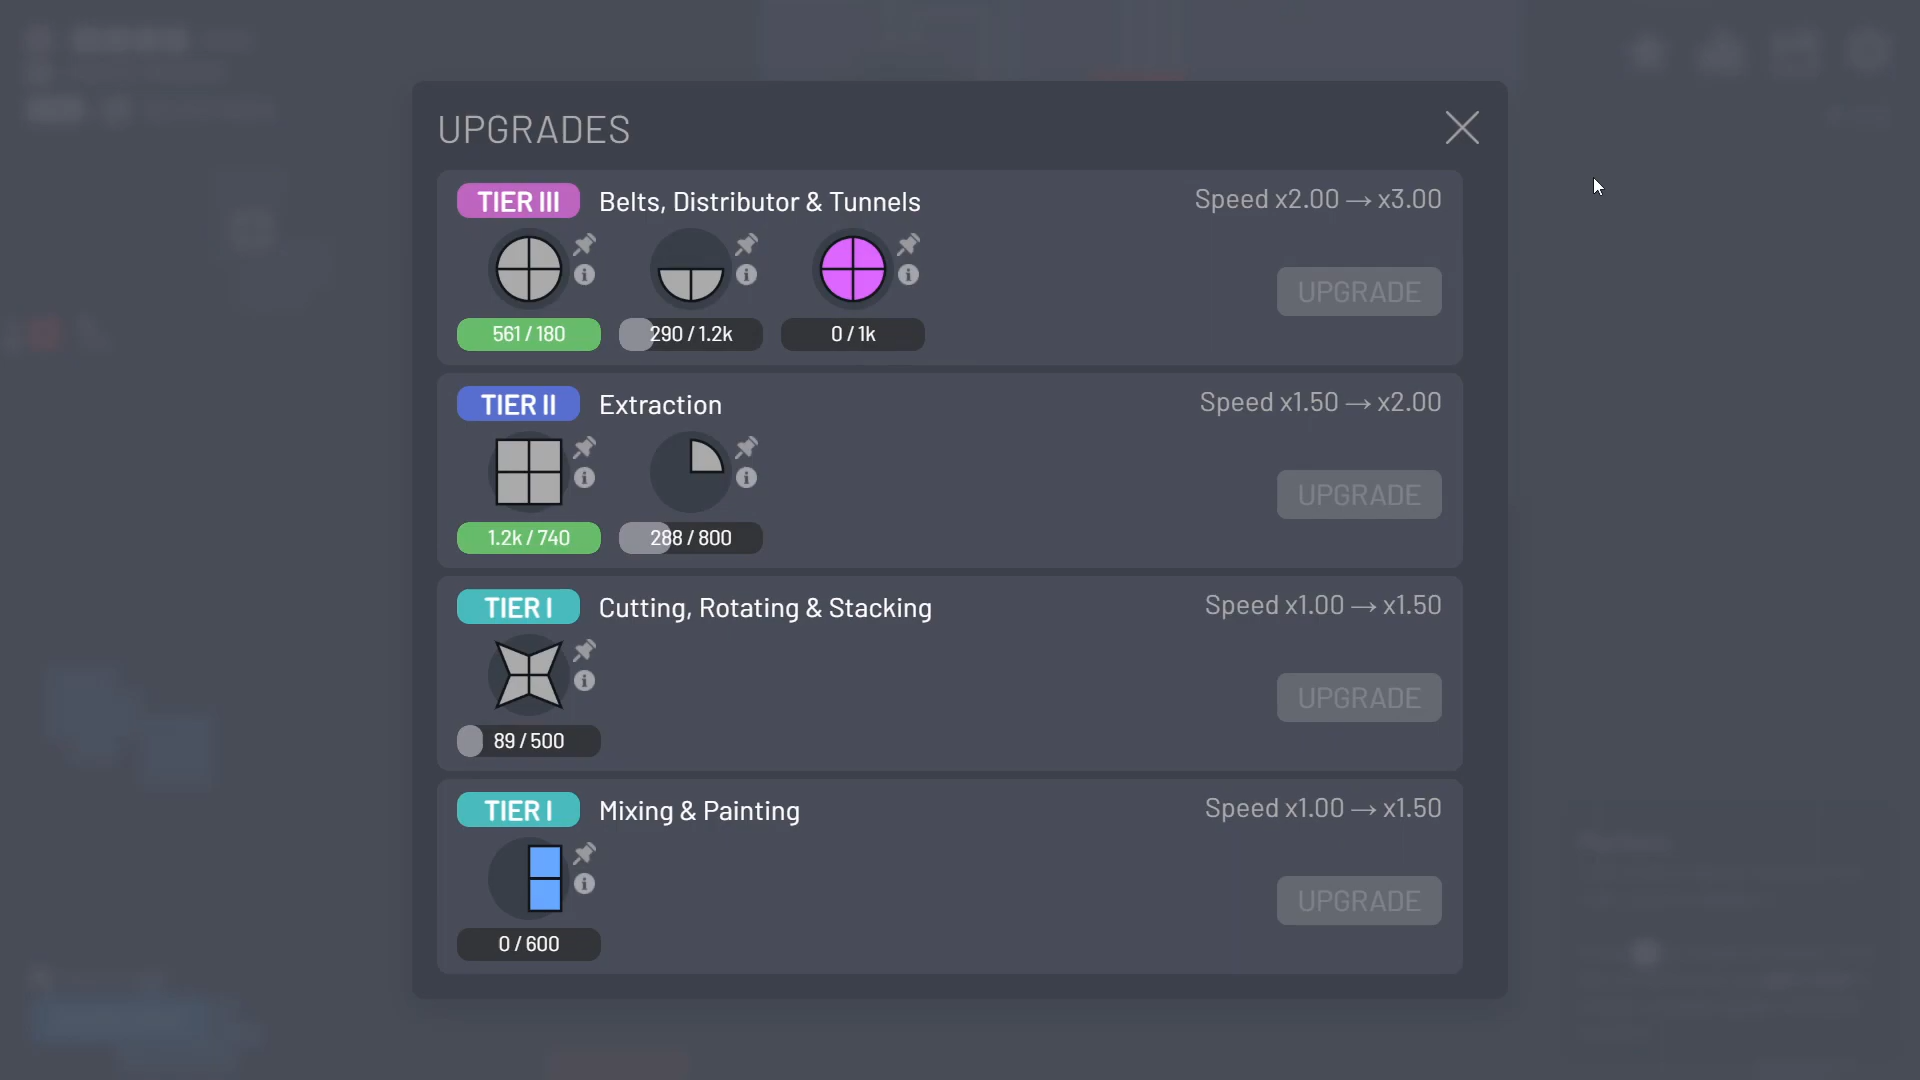 UPGRADES
TIER III Belts, Distributor & Tunnels Speed x2.00 → x3.00
UPGRADE
561 / 180 290 / 1.2k 0 / 1k
TIER II Extraction Speed x1.50 → x2.00
UPGRADE
1.2k / 740 288 / 800
TIER I Cutting, Rotating & Stacking Speed x1.00 → x1.50
UPGRADE
89 / 500
TIER I Mixing & Painting Speed x1.00 → x1.50
UPGRADE
0 / 600